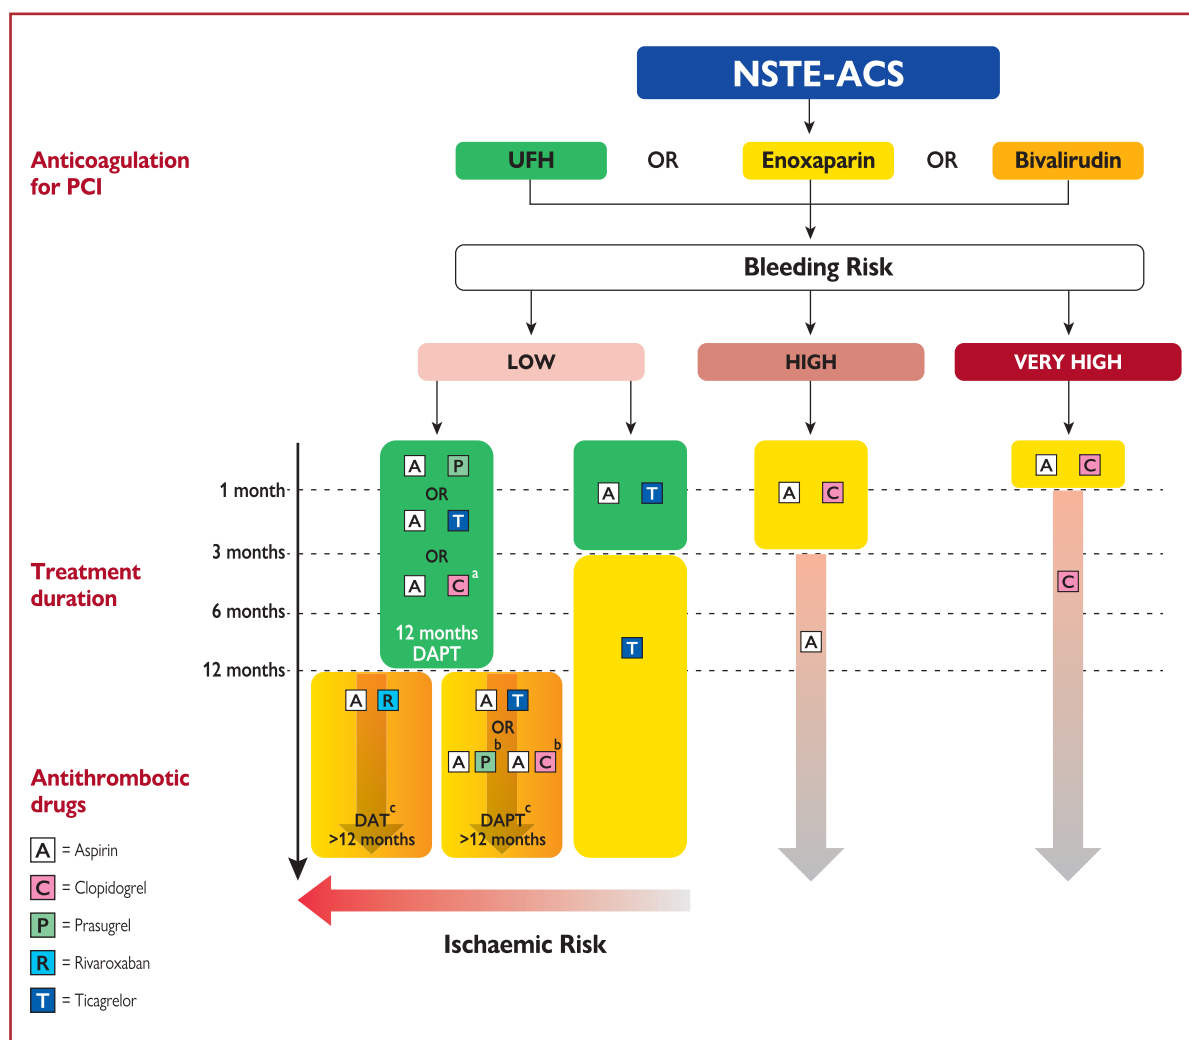 NSTE-ACS
Anticoagulation
for PCI
UFH OR Enoxaparin OR Bivalirudin
Bleeding Risk
LOW HIGH VERY HIGH
A P
A C
1 month
OR
A T
A C
A T
3 months
OR
A C a
C
Treatment
duration
6 months
12 months
DAPT
T
A
12 months
A R
A T
OR
b b
A P A C
Antithrombotic
drugs
DAT c
>12 months
DAPT c
>12 months
A = Aspirin
C = Clopidogrel
P = Prasugrel
R = Rivaroxaban
T = Ticagrelor
Ischaemic Risk